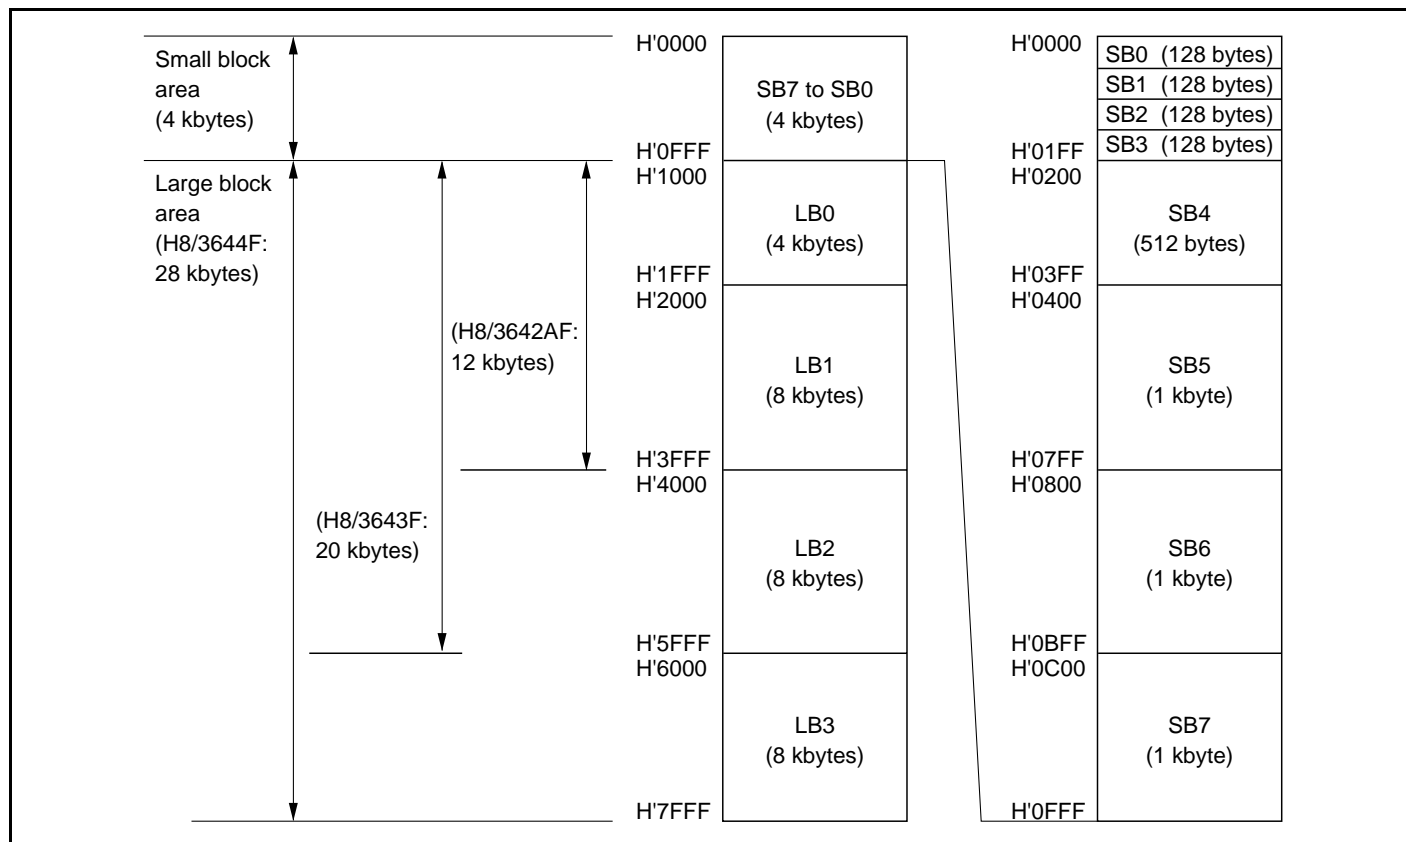 Small block
area
(4 kbytes)
Large block
area
(H8/3644F:
28 kbytes)
(H8/3642AF:
12 kbytes)
(H8/3643F:
20 kbytes)
H'0000
SB7 to SB0
(4 kbytes)
H'0FFF
H'1000
LB0
(4 kbytes)
H'1FFF
H'2000
LB1
(8 kbytes)
H'3FFF
H'4000
LB2
(8 kbytes)
H'5FFF
H'6000
LB3
(8 kbytes)
H'7FFF
H'0000
SB0 (128 bytes)
SB1 (128 bytes)
SB2 (128 bytes)
SB3 (128 bytes)
H'01FF
H'0200
SB4
(512 bytes)
H'03FF
H'0400
SB5
(1 kbyte)
H'07FF
H'0800
SB6
(1 kbyte)
H'0BFF
H'0C00
SB7
(1 kbyte)
H'0FFF